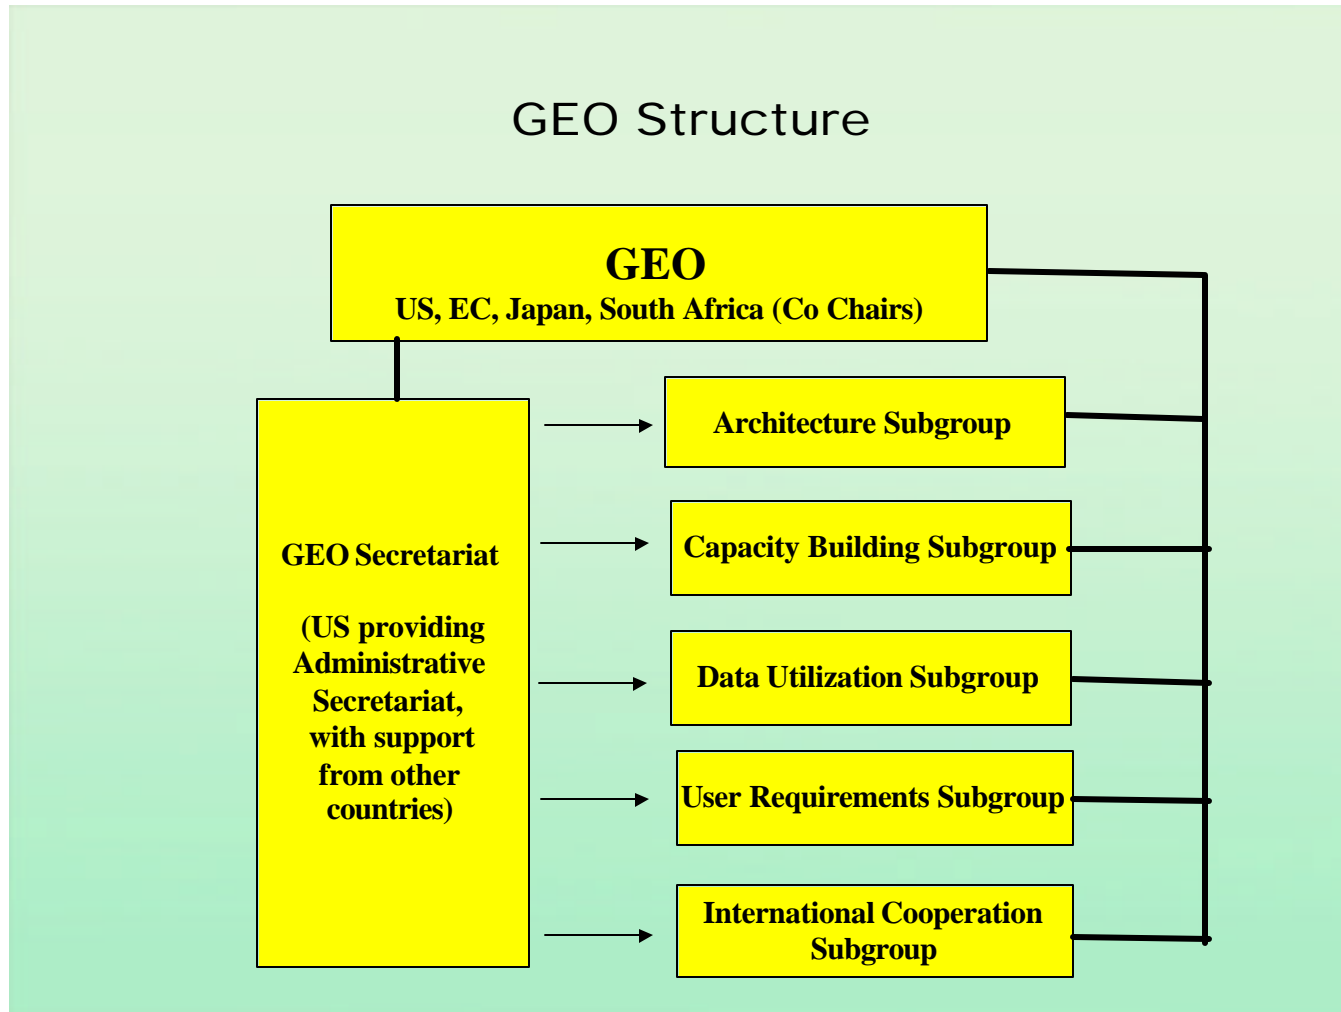 GEO Structure
GEO
US, EC, Japan, South Africa (Co Chairs)
GEO Secretariat
(US providing
Administrative
Secretariat,
with support
from other
countries)
Architecture Subgroup
Capacity Building Subgroup
Data Utilization Subgroup
User Requirements Subgroup
International Cooperation
Subgroup